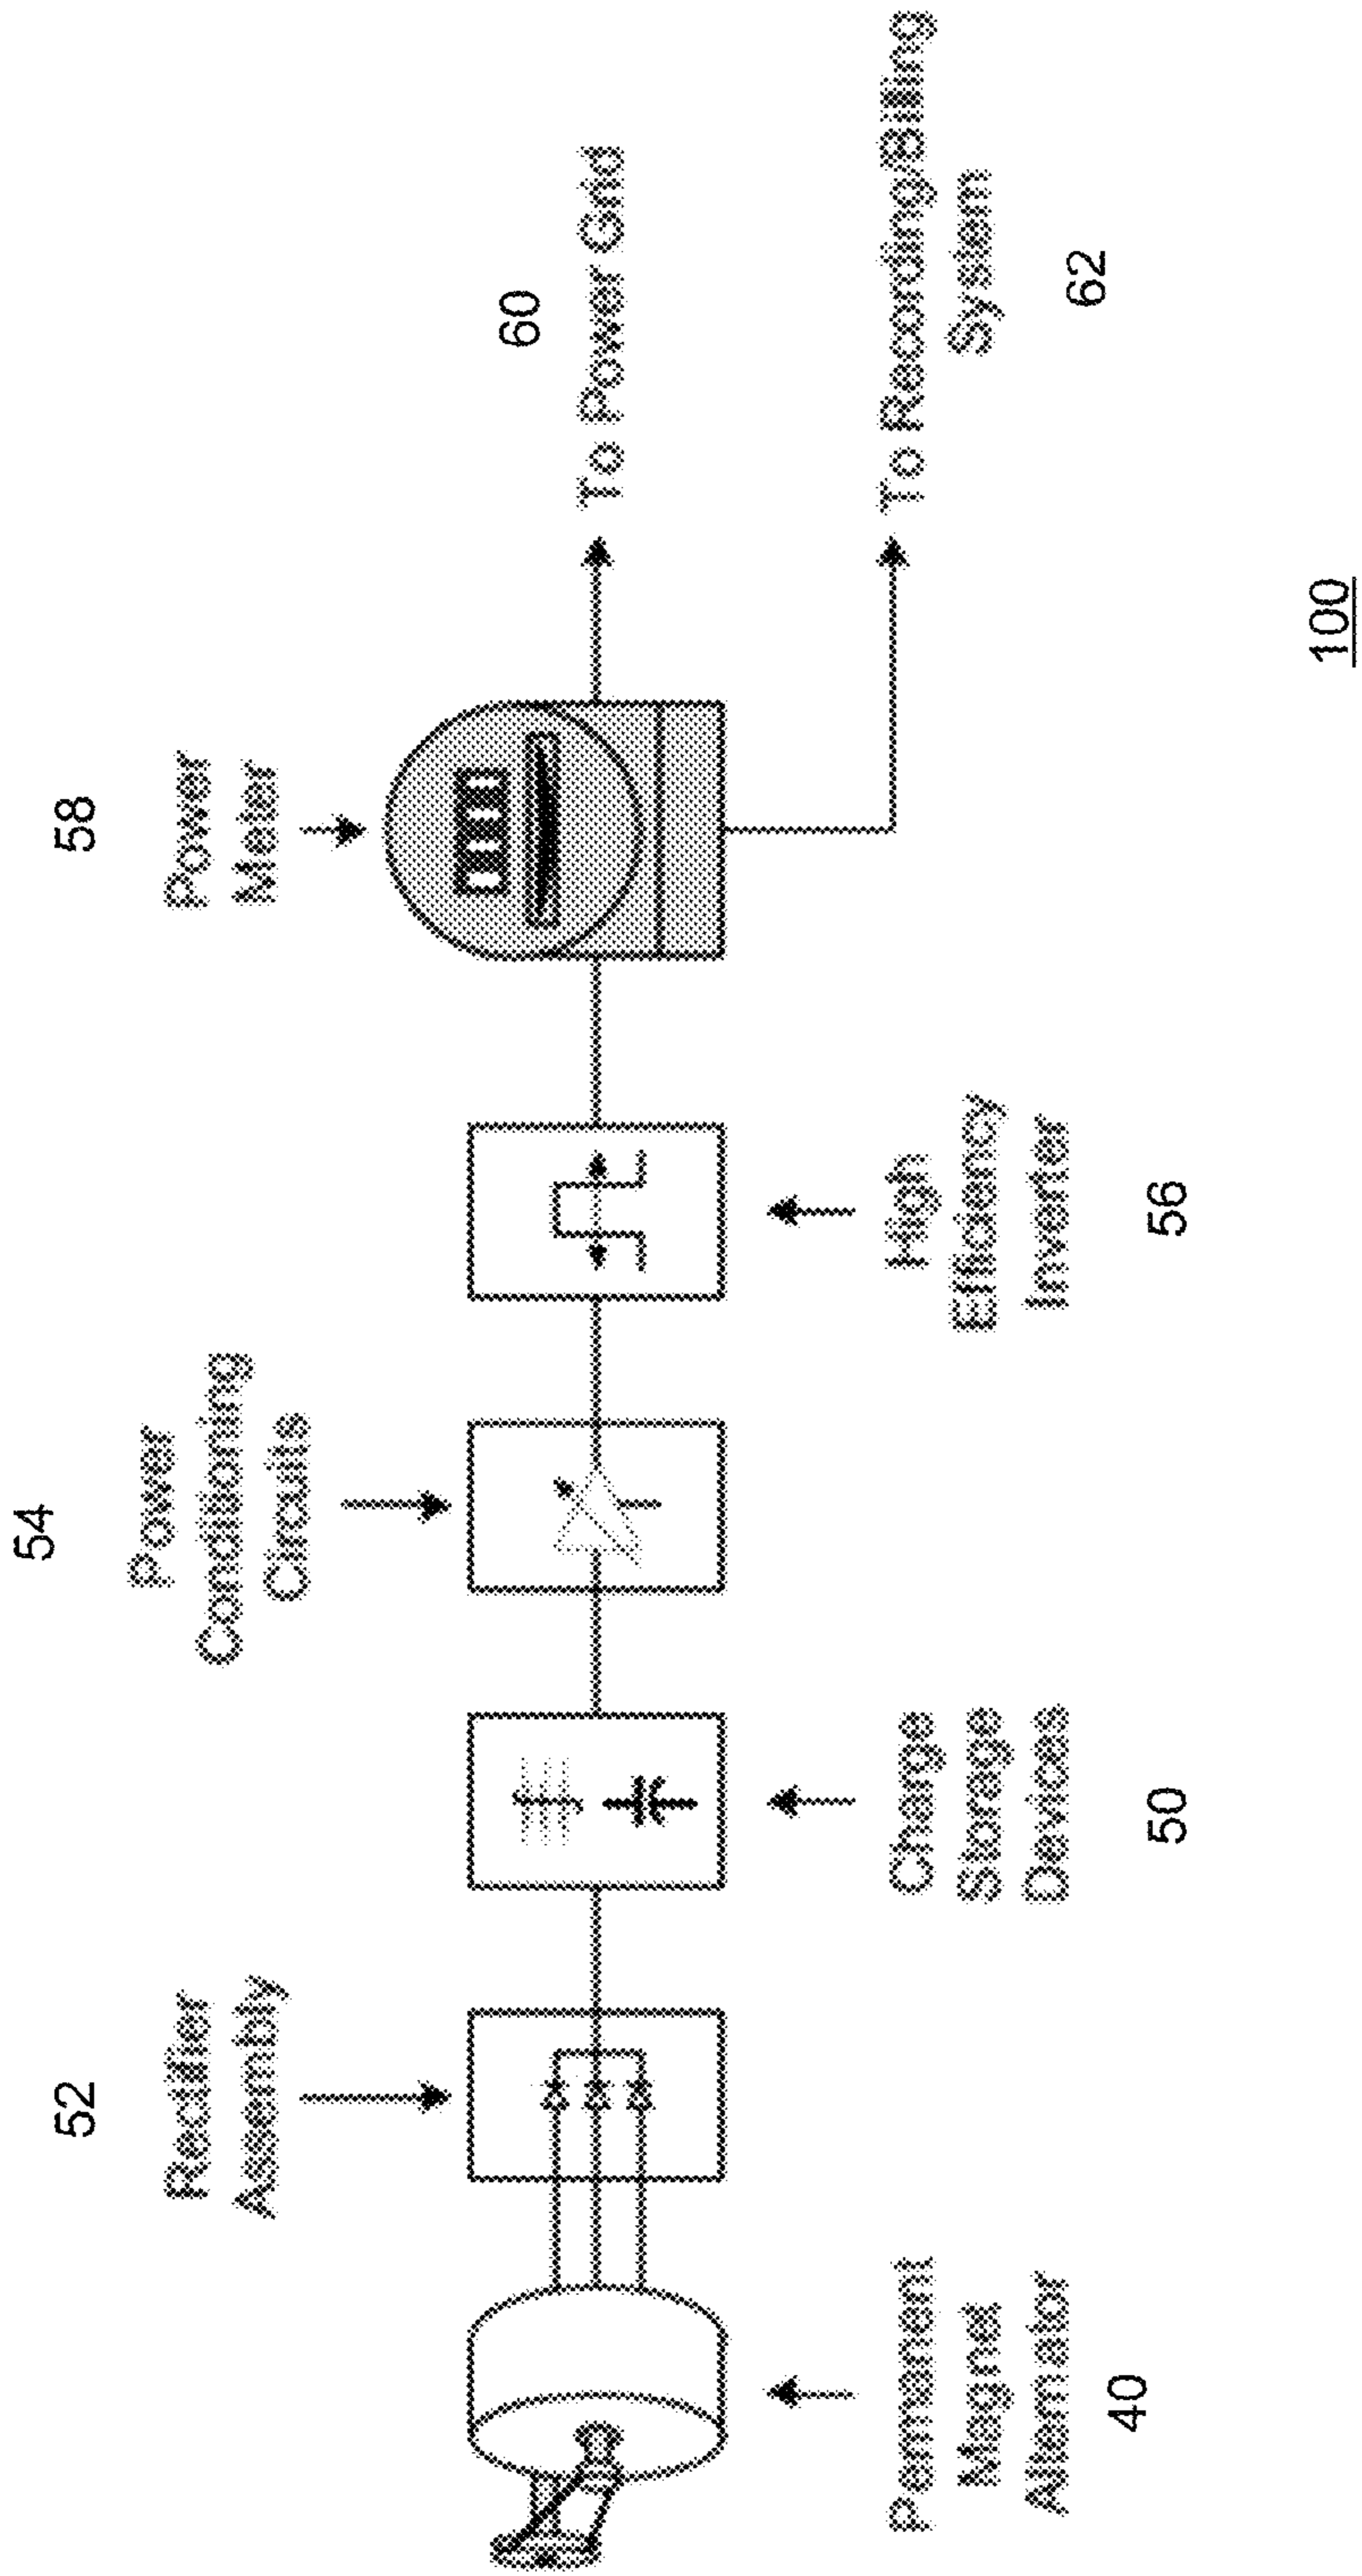 54
Power
Conditioning
Circuits
52
Rectifier
Assembly
58
Power
Meter
60
To Power Grid
To Recording/Billing
System
62
Permanent
Magnet
Alternator
40
Charge
Storage
Devices
50
High
Efficiency
Inverter
56
100